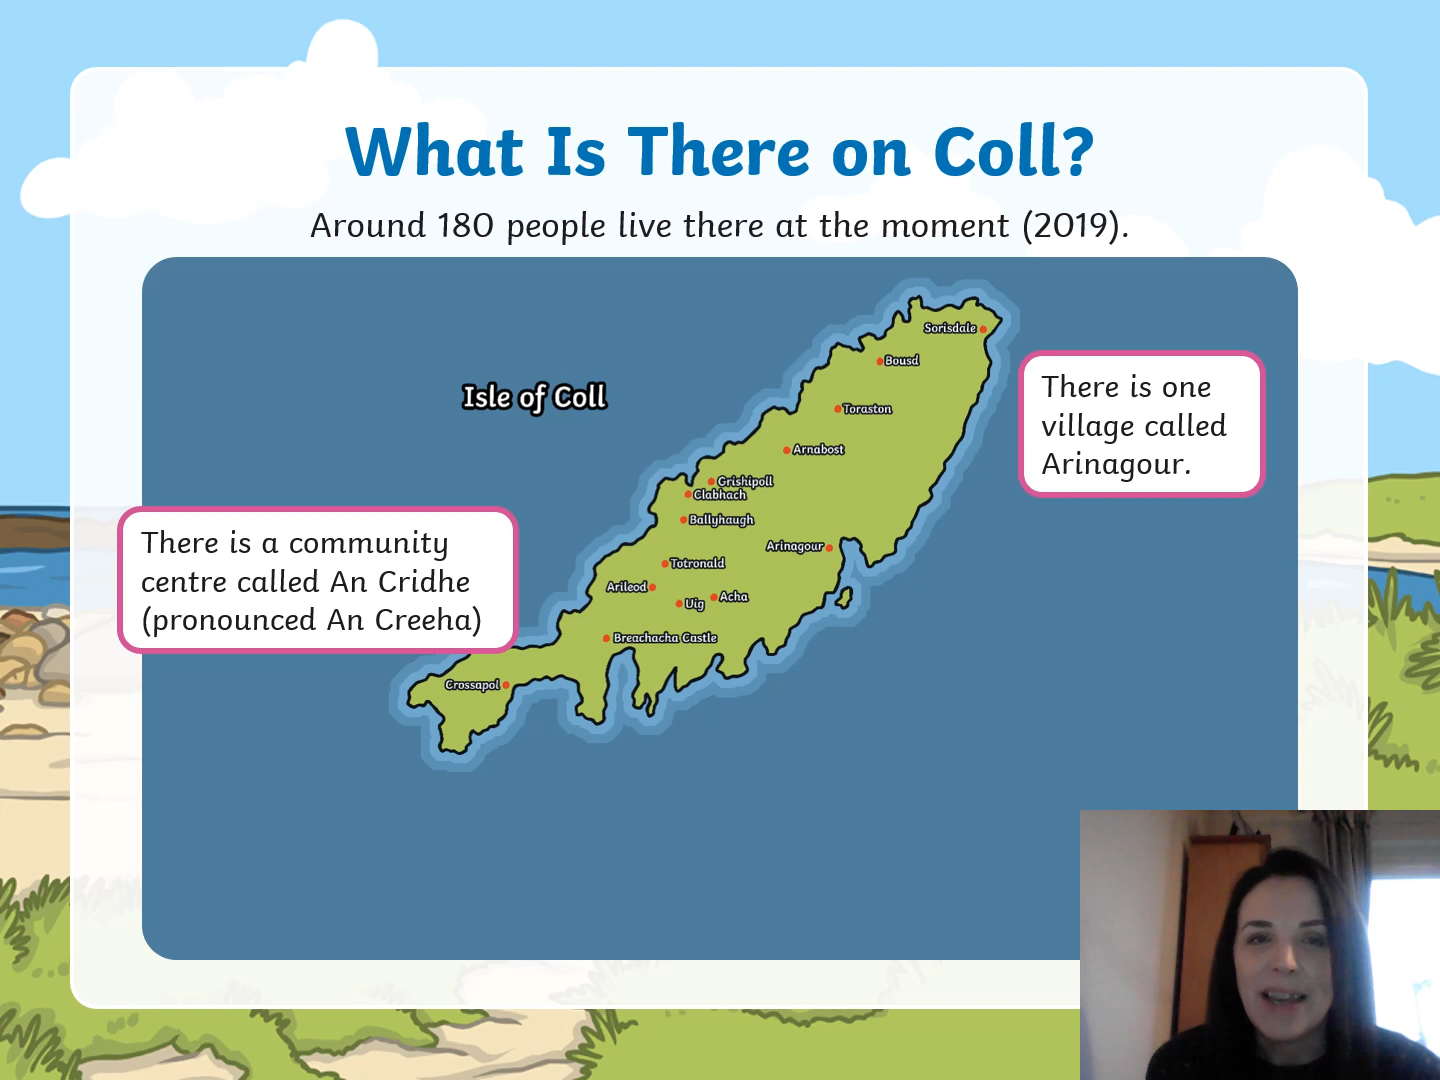 What Is There on Coll?
Around 180 people live there at the moment (2019).
Sorisdale
Bousd
There is one
village called
Arinagour.
Isle of Coll
Toraston
Arnabost
Grishipoll
Clabhach
Ballyhaugh
There is a community
centre called An Cridhe
(pronounced An Creeha)
Arinagour
Totronald
Arileod
Uig
Acha
Breachacha Castle
Crossapol